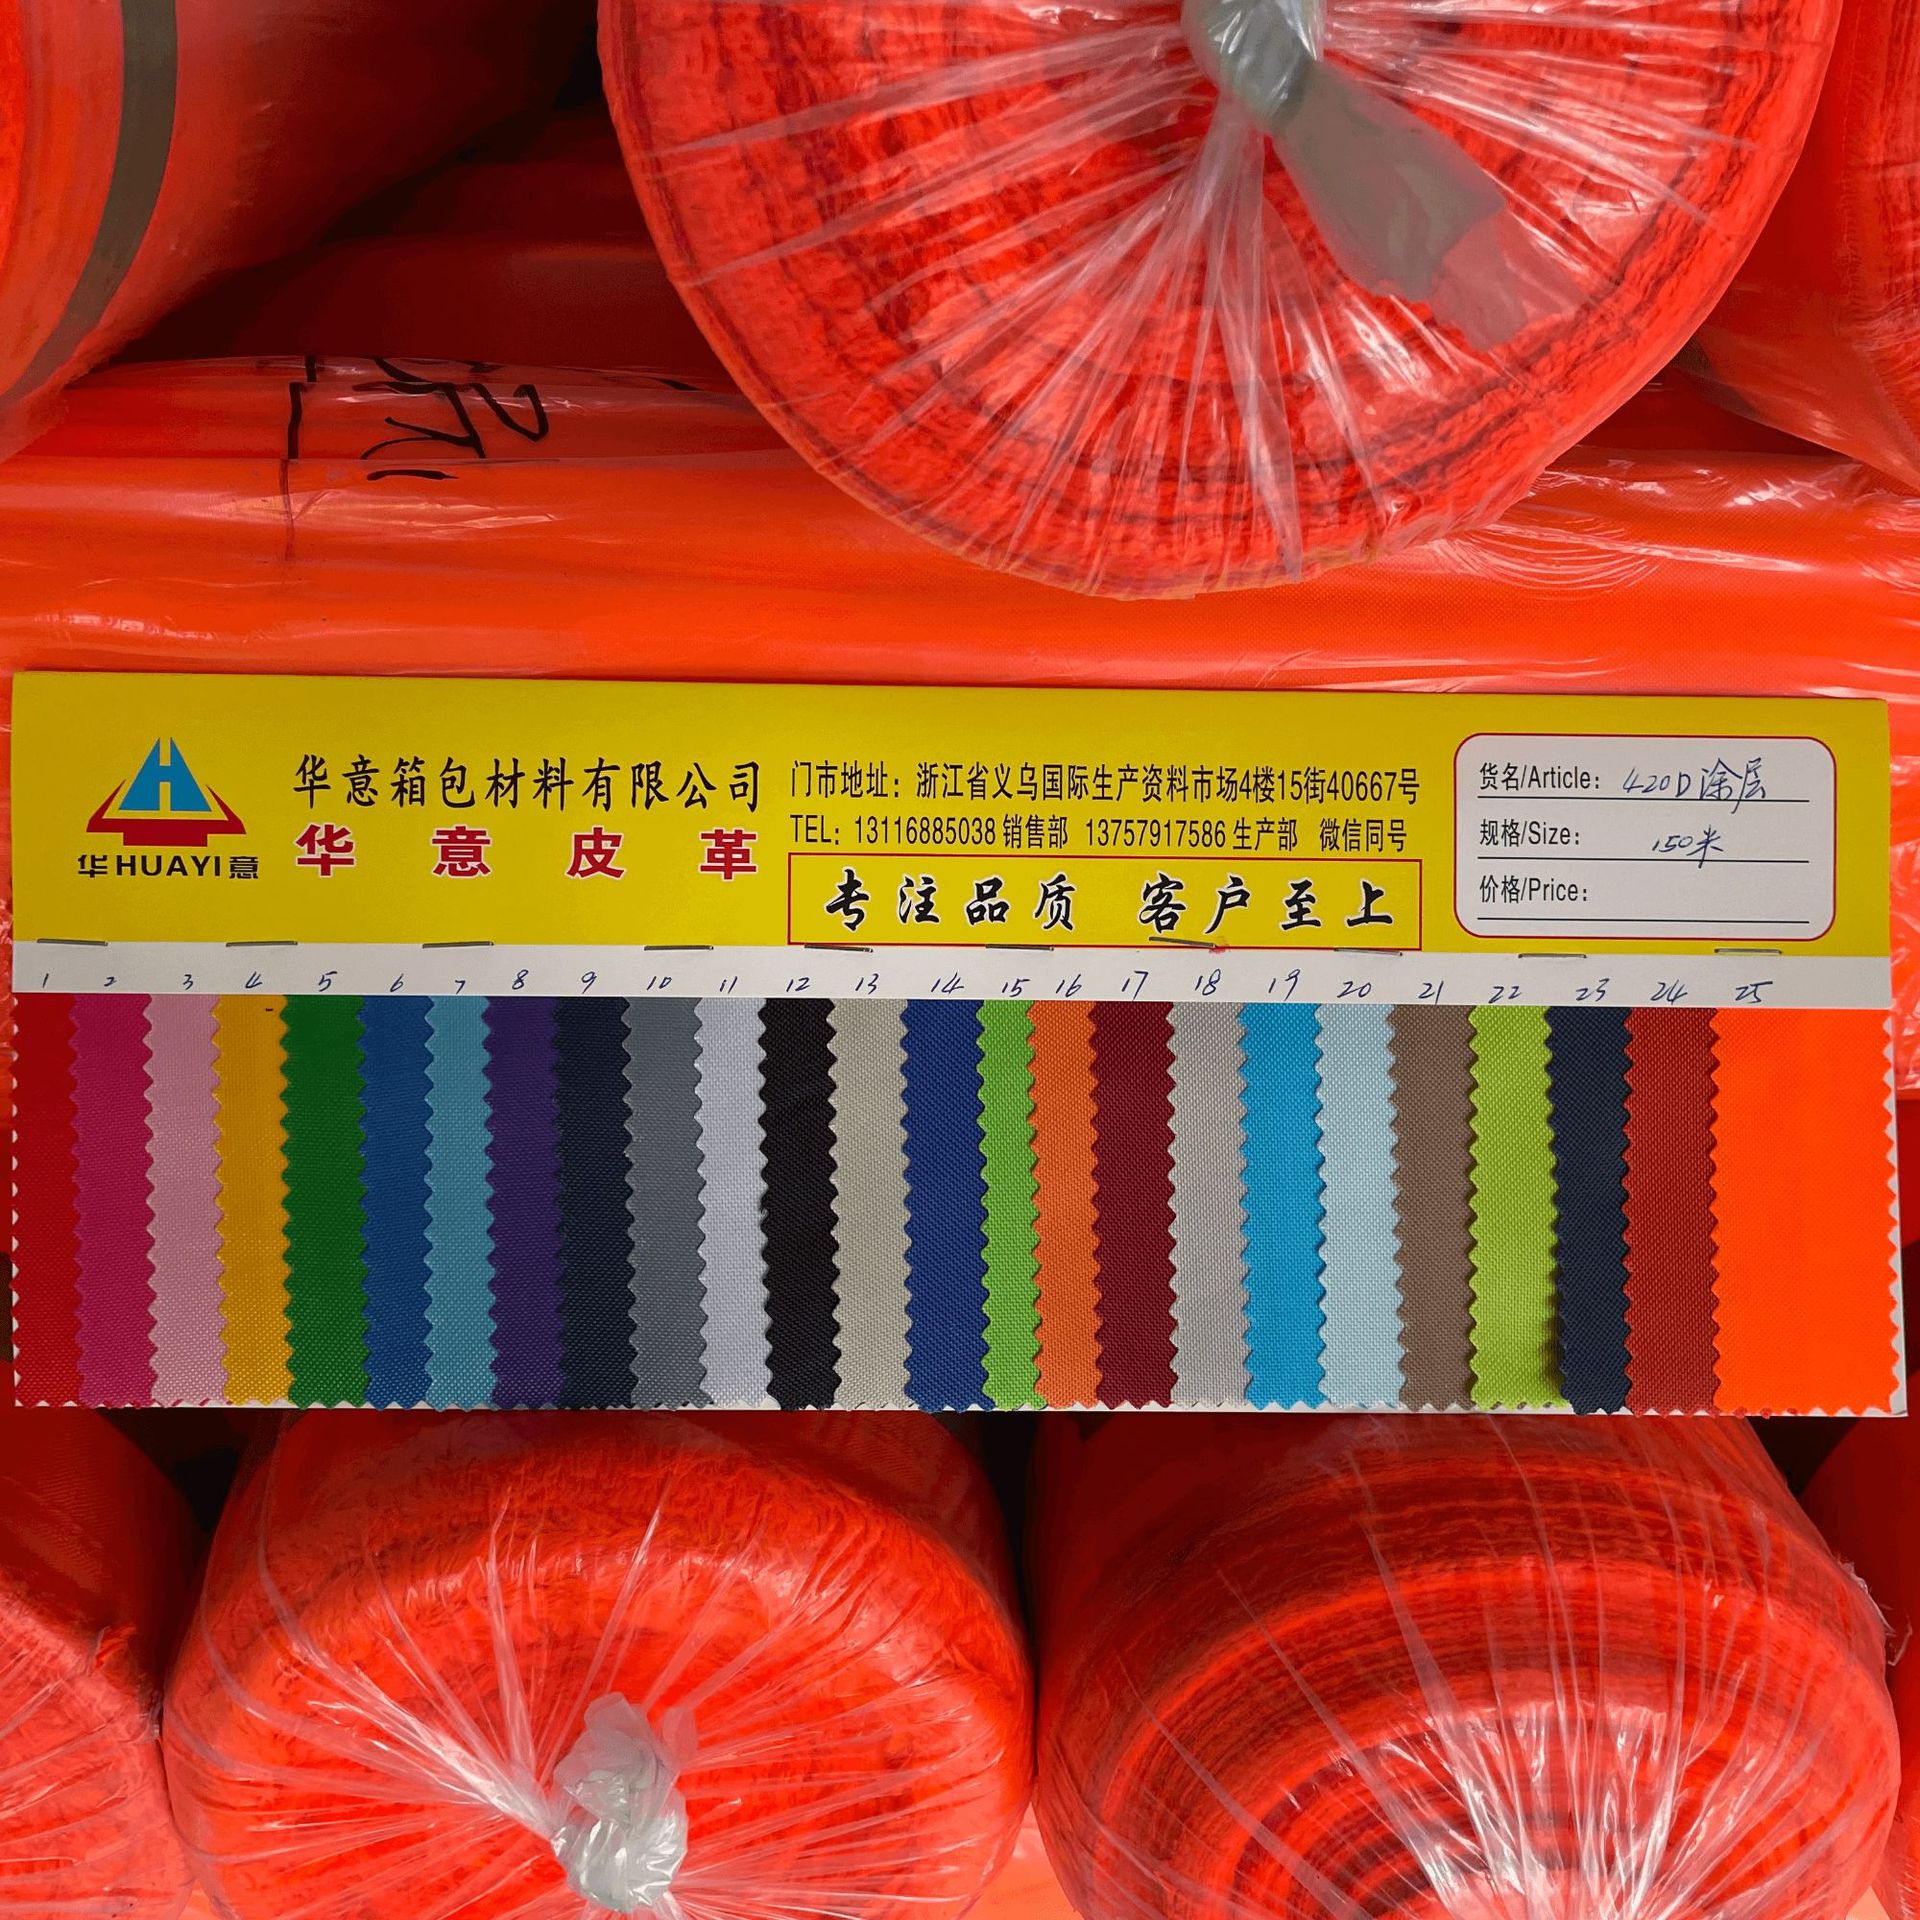 华意箱包材料有限公司
华意皮革
华 HUAYI 意
门市地址：浙江省义乌国际生产资料市场4楼15街40667号
TEL：13116885038 销售部 13757917586 生产部 微信同号
专注品质 客户至上
货名/Article： 420D涂层
规格/Size： 150米
价格/Price：
1 2 3 4 5 6 7 8 9 10 11 12 13 14 15 16 17 18 19 20 21 22 23 24 25